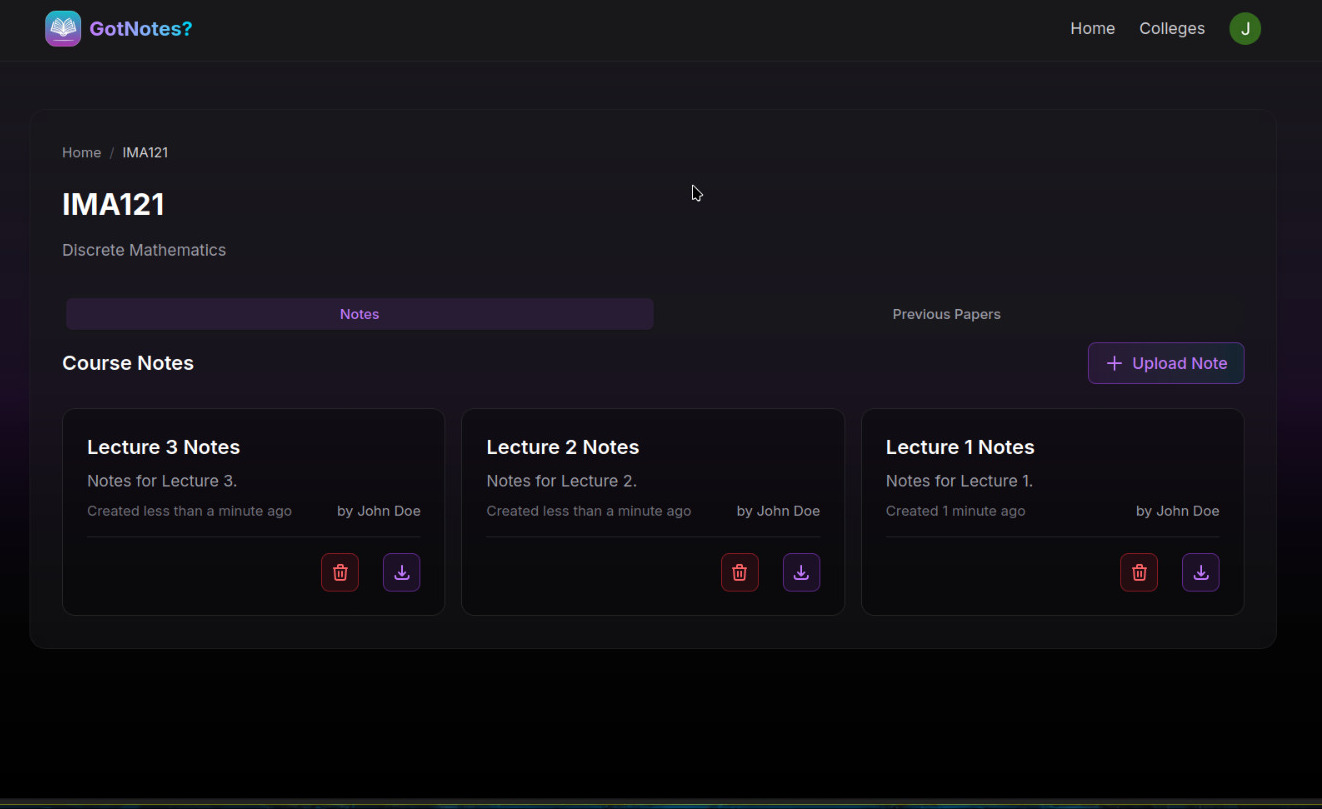 GotNotes?
Home Colleges J
Home / IMA121
IMA121
Discrete Mathematics
Notes Previous Papers
Course Notes
Upload Note
Lecture 3 Notes
Notes for Lecture 3.
Created less than a minute ago by John Doe
Lecture 2 Notes
Notes for Lecture 2.
Created less than a minute ago by John Doe
Lecture 1 Notes
Notes for Lecture 1.
Created 1 minute ago by John Doe